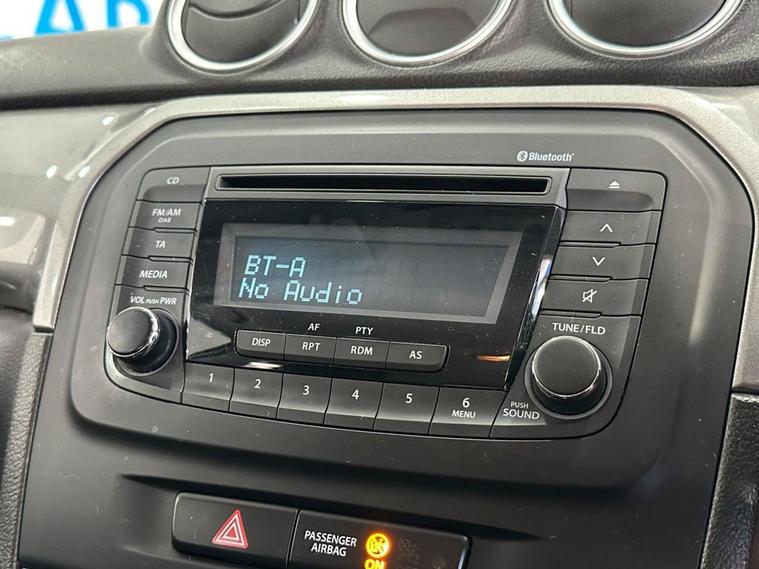 CAR
Bluetooth
CD
FM/AM
DAB
TA
MEDIA
VOL PUSH PWR
BT-A
No Audio
AF
PTY
DISP
RPT
RDM
AS
TUNE/FLD
PUSH
SOUND
1
2
3
4
5
6
MENU
PASSENGER
AIRBAG
ON